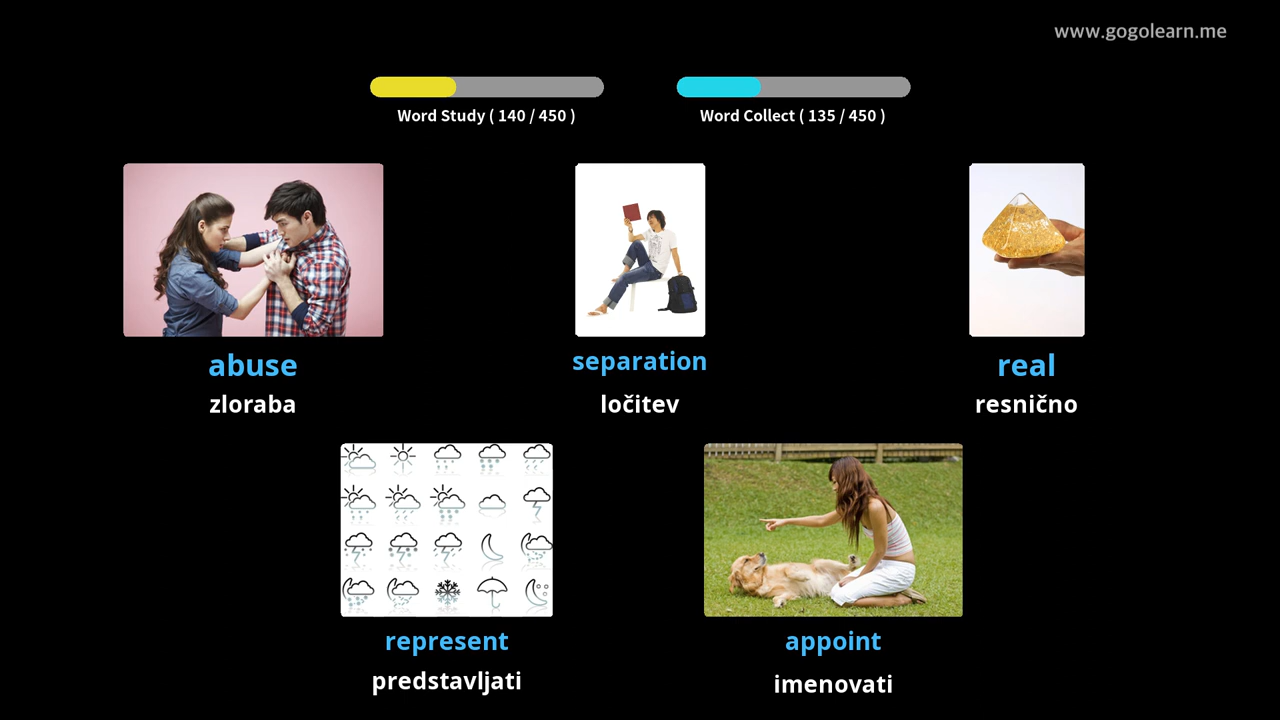 www.gogolearn.me
Word Study ( 140 / 450 )
Word Collect ( 135 / 450 )
abuse
zloraba
separation
ločitev
real
resnično
represent
predstavljati
appoint
imenovati